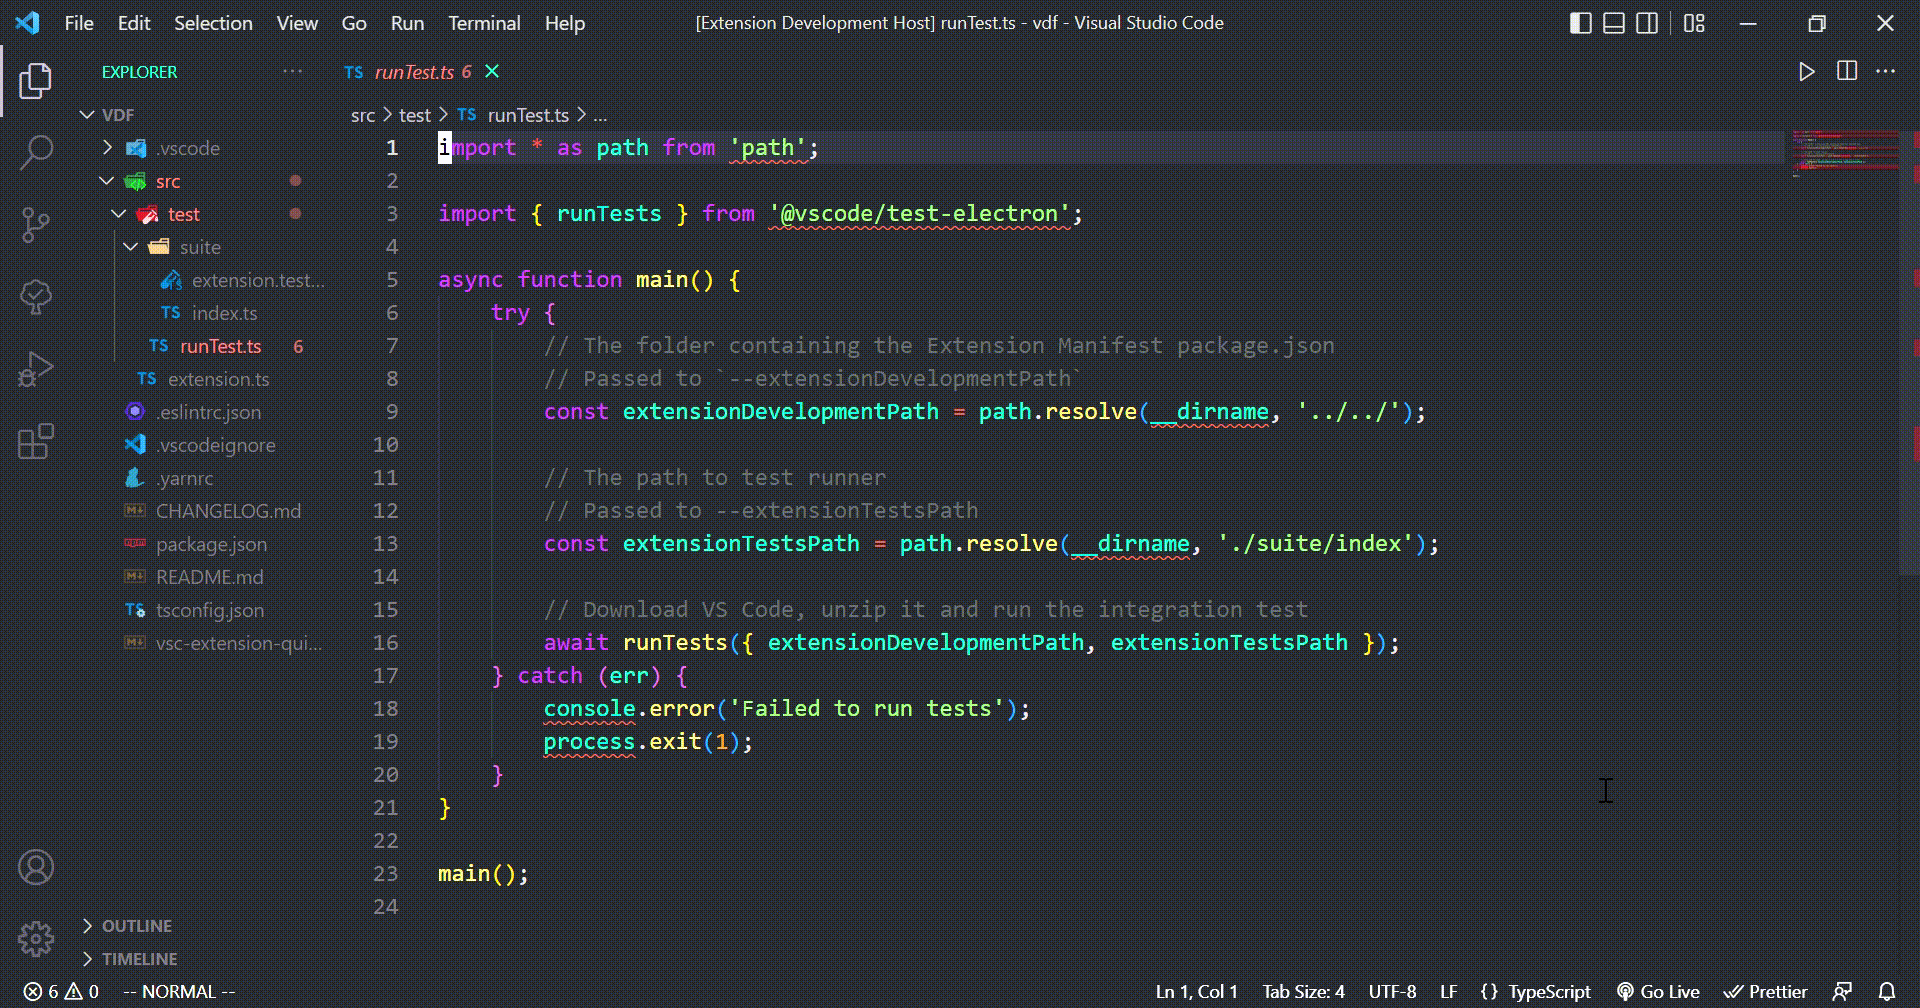 File Edit Selection View Go Run Terminal Help [Extension Development Host] runTest.ts - vdf - Visual Studio Code
EXPLORER ...
TS runTest.ts 6
VDF
.vscode
src
test
suite
extension.test...
TS index.ts
TS runTest.ts 6
TS extension.ts
.eslintrc.json
.vscodeignore
.yarnrc
CHANGELOG.md
package.json
README.md
TS tsconfig.json
vsc-extension-qui...
OUTLINE
TIMELINE
src > test > TS runTest.ts > ...
1 import * as path from 'path';
2
3 import { runTests } from '@vscode/test-electron';
4
5 async function main() {
6 try {
7 // The folder containing the Extension Manifest package.json
8 // Passed to `--extensionDevelopmentPath`
9 const extensionDevelopmentPath = path.resolve(__dirname, '../../');
10
11 // The path to test runner
12 // Passed to --extensionTestsPath
13 const extensionTestsPath = path.resolve(__dirname, './suite/index');
14
15 // Download VS Code, unzip it and run the integration test
16 await runTests({ extensionDevelopmentPath, extensionTestsPath });
17 } catch (err) {
18 console.error('Failed to run tests');
19 process.exit(1);
20 }
21 }
22
23 main();
24
6 0 -- NORMAL -- Ln 1, Col 1 Tab Size: 4 UTF-8 LF {} TypeScript Go Live Prettier